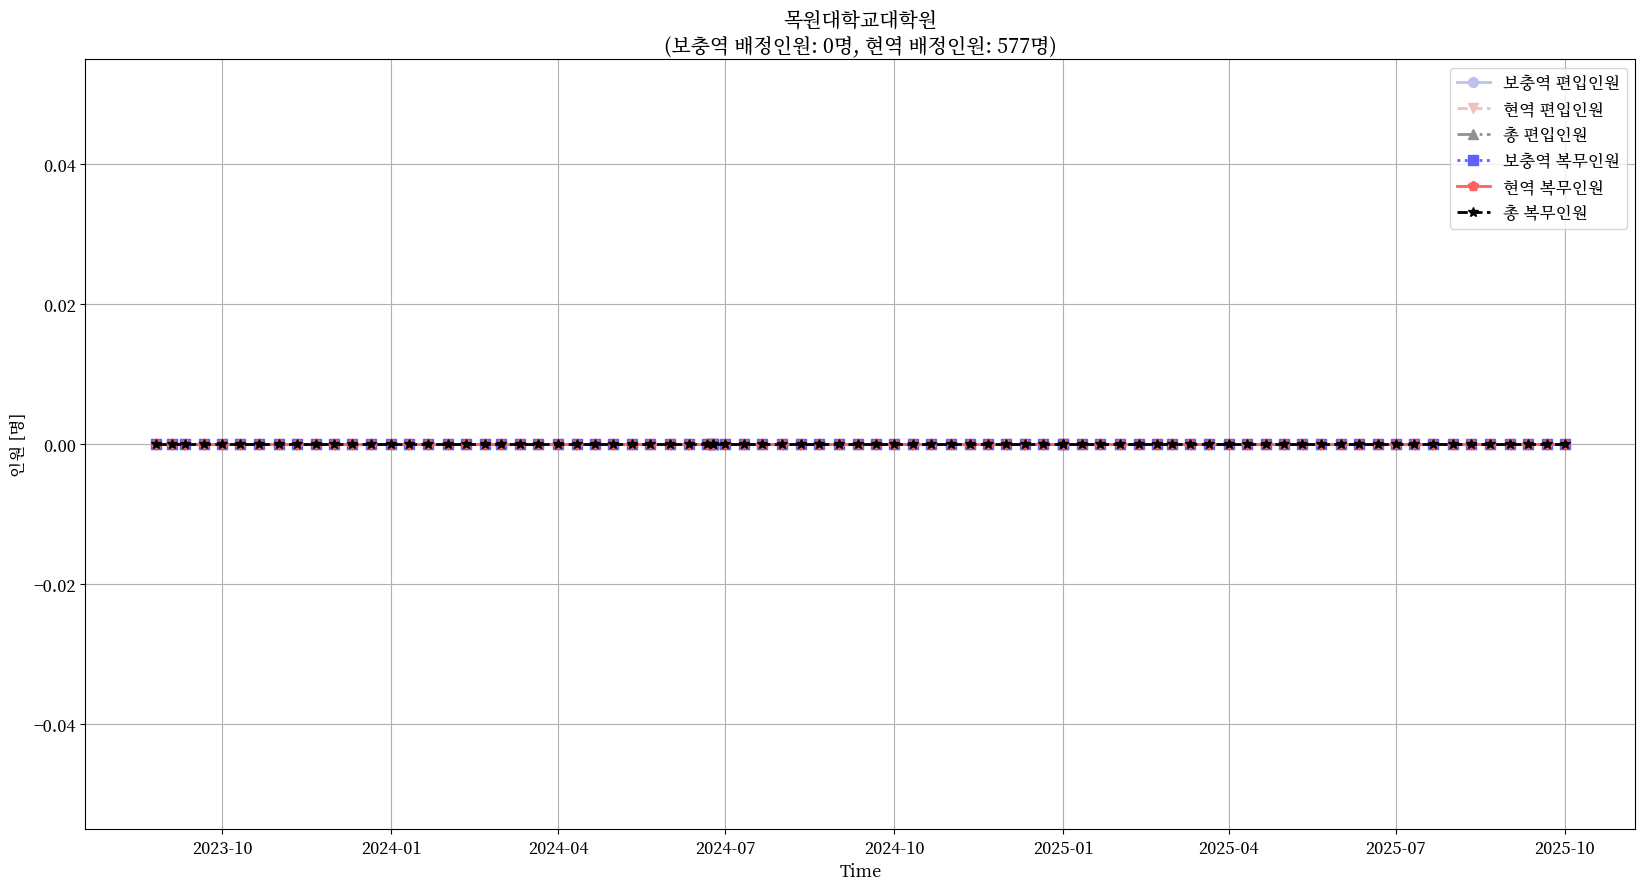 목원대학교대학원
(보충역 배정인원: 0명, 현역 배정인원: 577명)
보충역 편입인원
현역 편입인원
총 편입인원
보충역 복무인원
현역 복무인원
총 복무인원
0.04
0.02
0.00
−0.02
−0.04
인원 [명]
2023-10 2024-01 2024-04 2024-07 2024-10 2025-01 2025-04 2025-07 2025-10
Time